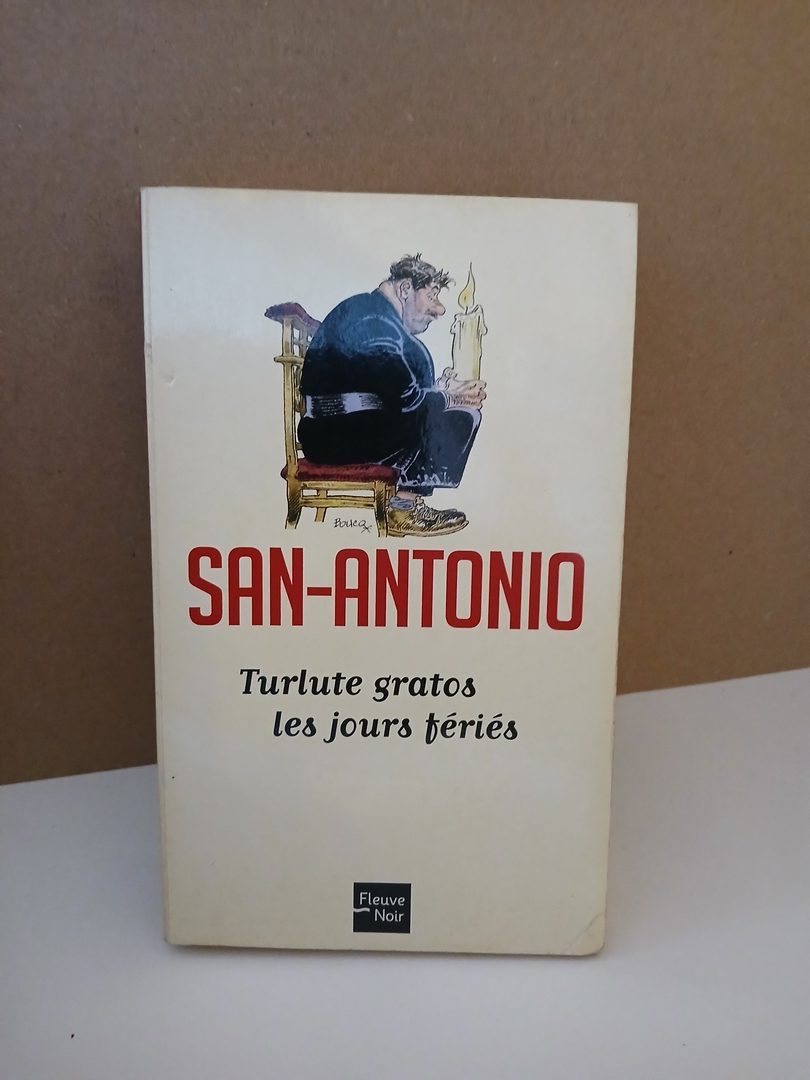 Boucq
SAN-ANTONIO
Turlute gratos
les jours fériés
Fleuve
Noir